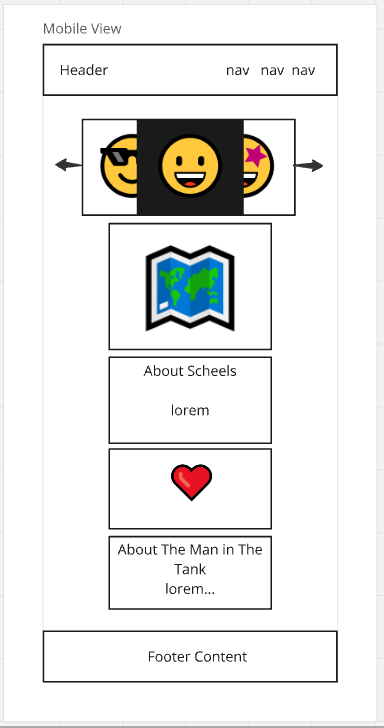 Mobile View
Header nav nav nav
About Scheels
lorem
About The Man in The
Tank
lorem...
Footer Content